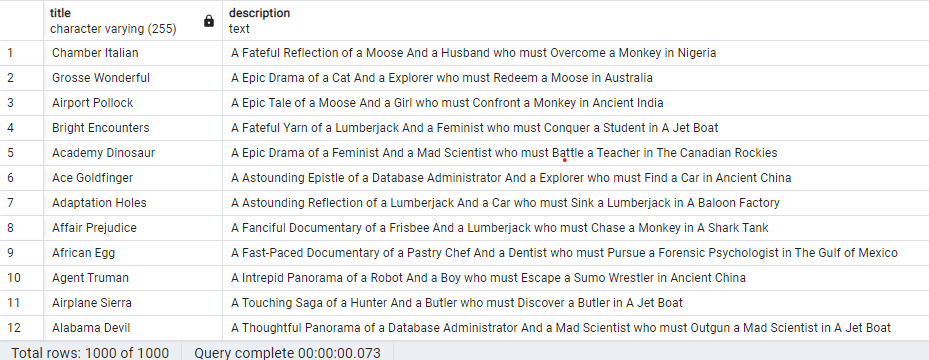 title description
character varying (255) text
1 Chamber Italian A Fateful Reflection of a Moose And a Husband who must Overcome a Monkey in Nigeria
2 Grosse Wonderful A Epic Drama of a Cat And a Explorer who must Redeem a Moose in Australia
3 Airport Pollock A Epic Tale of a Moose And a Girl who must Confront a Monkey in Ancient India
4 Bright Encounters A Fateful Yarn of a Lumberjack And a Feminist who must Conquer a Student in A Jet Boat
5 Academy Dinosaur A Epic Drama of a Feminist And a Mad Scientist who must Battle a Teacher in The Canadian Rockies
6 Ace Goldfinger A Astounding Epistle of a Database Administrator And a Explorer who must Find a Car in Ancient China
7 Adaptation Holes A Astounding Reflection of a Lumberjack And a Car who must Sink a Lumberjack in A Baloon Factory
8 Affair Prejudice A Fanciful Documentary of a Frisbee And a Lumberjack who must Chase a Monkey in A Shark Tank
9 African Egg A Fast-Paced Documentary of a Pastry Chef And a Dentist who must Pursue a Forensic Psychologist in The Gulf of Mexico
10 Agent Truman A Intrepid Panorama of a Robot And a Boy who must Escape a Sumo Wrestler in Ancient China
11 Airplane Sierra A Touching Saga of a Hunter And a Butler who must Discover a Butler in A Jet Boat
12 Alabama Devil A Thoughtful Panorama of a Database Administrator And a Mad Scientist who must Outgun a Mad Scientist in A Jet Boat
Total rows: 1000 of 1000 Query complete 00:00:00.073